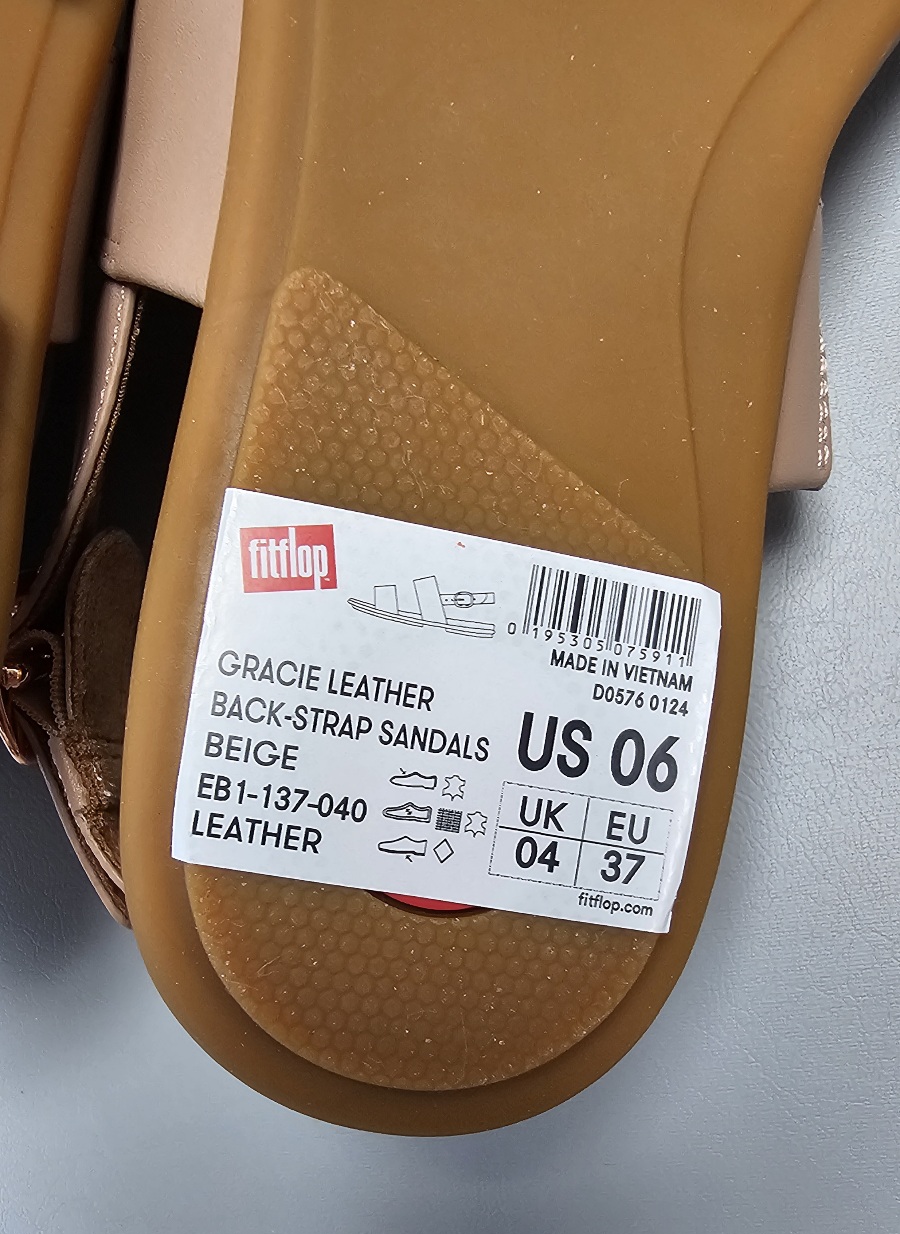 fitflop
0 195305 075911
MADE IN VIETNAM
D0576 0124
GRACIE LEATHER
BACK-STRAP SANDALS
BEIGE
EB1-137-040
LEATHER
US 06
UK EU
04 37
fitflop.com